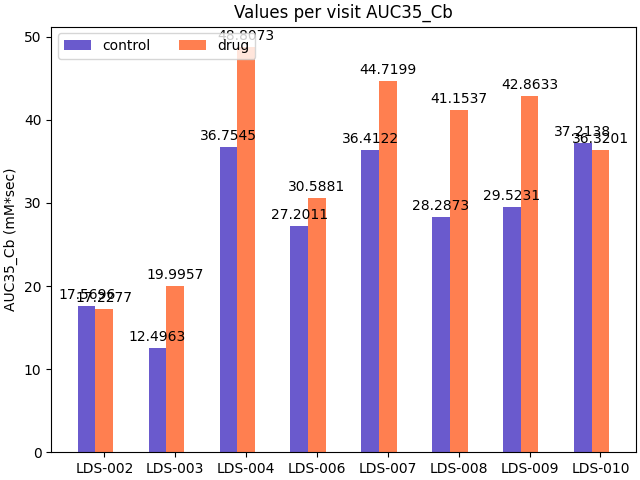 Values per visit AUC35_Cb
control
drug
AUC35_Cb (mM*sec)
50
40
30
20
10
0
17.5696
17.2277
12.4963
19.9957
36.7545
48.8073
27.2011
30.5881
36.4122
44.7199
28.2873
41.1537
29.5231
42.8633
37.2138
36.3201
LDS-002
LDS-003
LDS-004
LDS-006
LDS-007
LDS-008
LDS-009
LDS-010